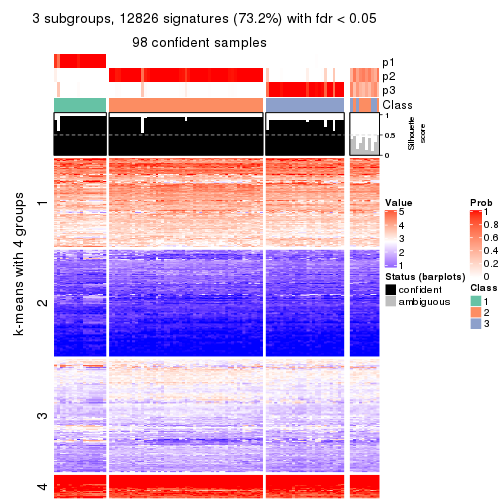 3 subgroups, 12826 signatures (73.2%) with fdr < 0.05
98 confident samples
p1
p2
p3
Class
1
0.5
0
Silhouette
score
k-means with 4 groups
1
2
3
4
Value
5
4
3
2
1
Status (barplots)
confident
ambiguous
Prob
1
0.8
0.6
0.4
0.2
0
Class
1
2
3